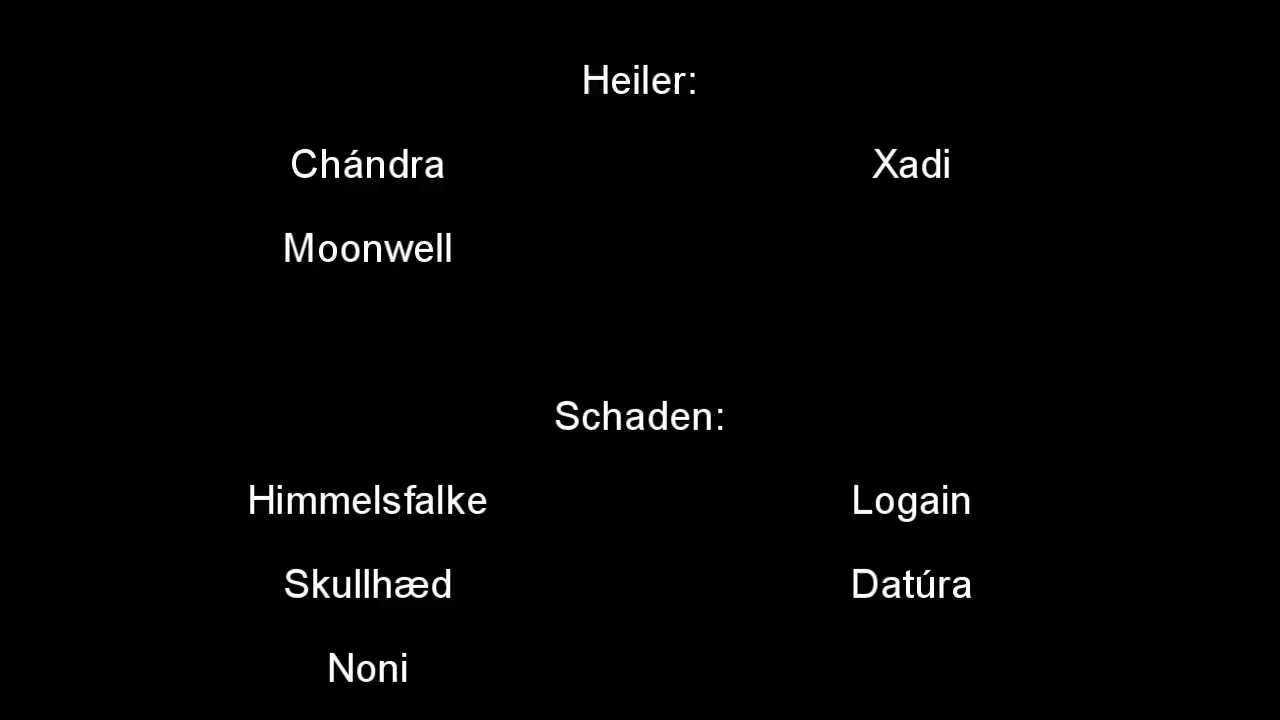 Heiler:
Chándra Xadi
Moonwell
Schaden:
Himmelsfalke Logain
Skullhæd Datúra
Noni